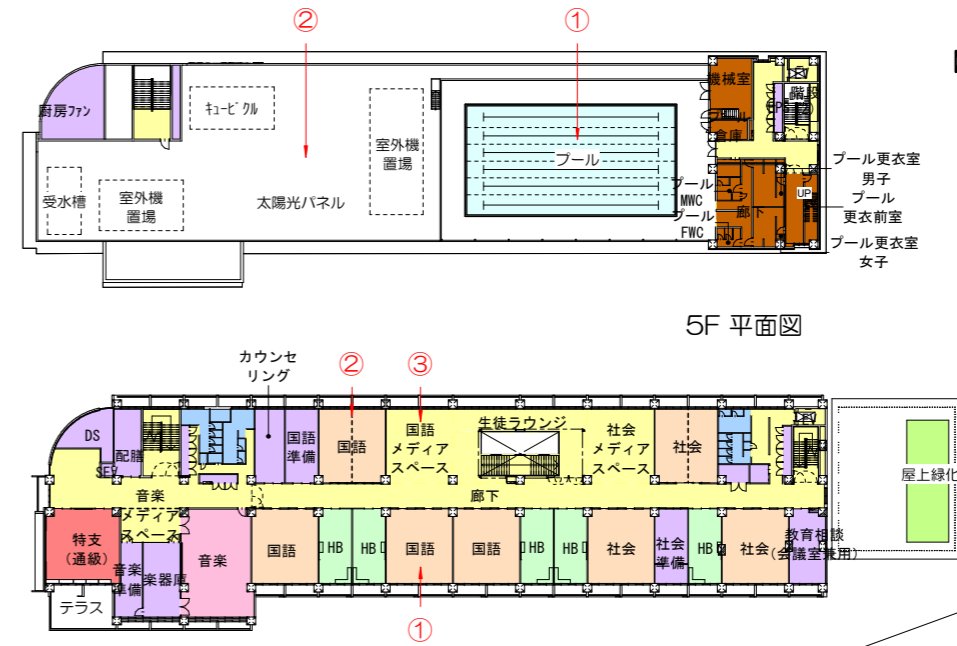 ②
①
厨房ファン
キュービクル
室外機
置場
受水槽
室外機
置場
太陽光パネル
プール
機械室
倉庫
階段
プール
MWC
プール
FWC
廊下
UP
プール更衣室
男子
プール
更衣前室
プール更衣室
女子
5F 平面図
カウンセ
リング
②
③
DS
配膳
国語
準備
国語
国語
メディア
スペース
生徒ラウンジ
社会
メディア
スペース
社会
屋上緑化
音楽
メディア
スペース
廊下
特支
(通級)
音楽
準備
楽器庫
音楽
国語
HB
HB
国語
国語
HB
HB
社会
社会
準備
HB
社会
教育相談
(会議室兼用)
テラス
①